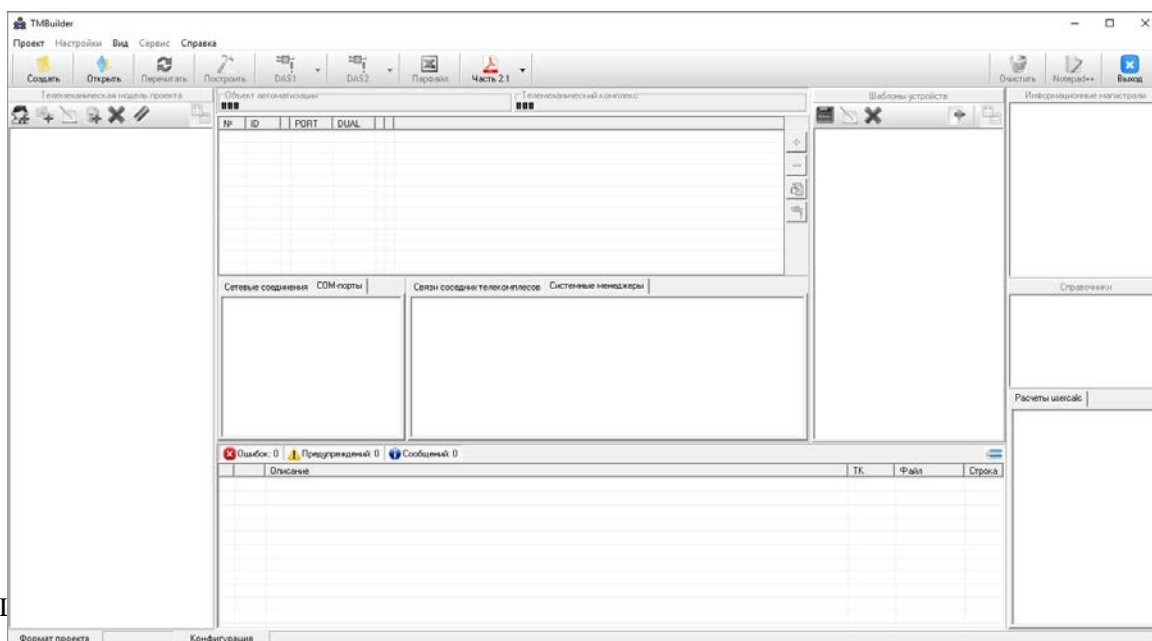 TMBuilder
Проект Настройки Вид Сервис Справка
Создать Открыть Перечитать Построить DAS1 DAS2 Парафайл Часть 2.1 Очистить Notepad++ Выход
Телемеханическая модель проекта
Объект автоматизации
Телемеханический комплекс
Шаблоны устройств
Информационные магистрали
№ ID PORT DUAL
Сетевые соединения COM-порты
Связи соседних телекомплексов Системные менеджеры
Справочники
Расчеты usercalc
Ошибок: 0 Предупреждений: 0 Сообщений: 0
Описание ТК Файл Строка
Формат проекта Конфигурация